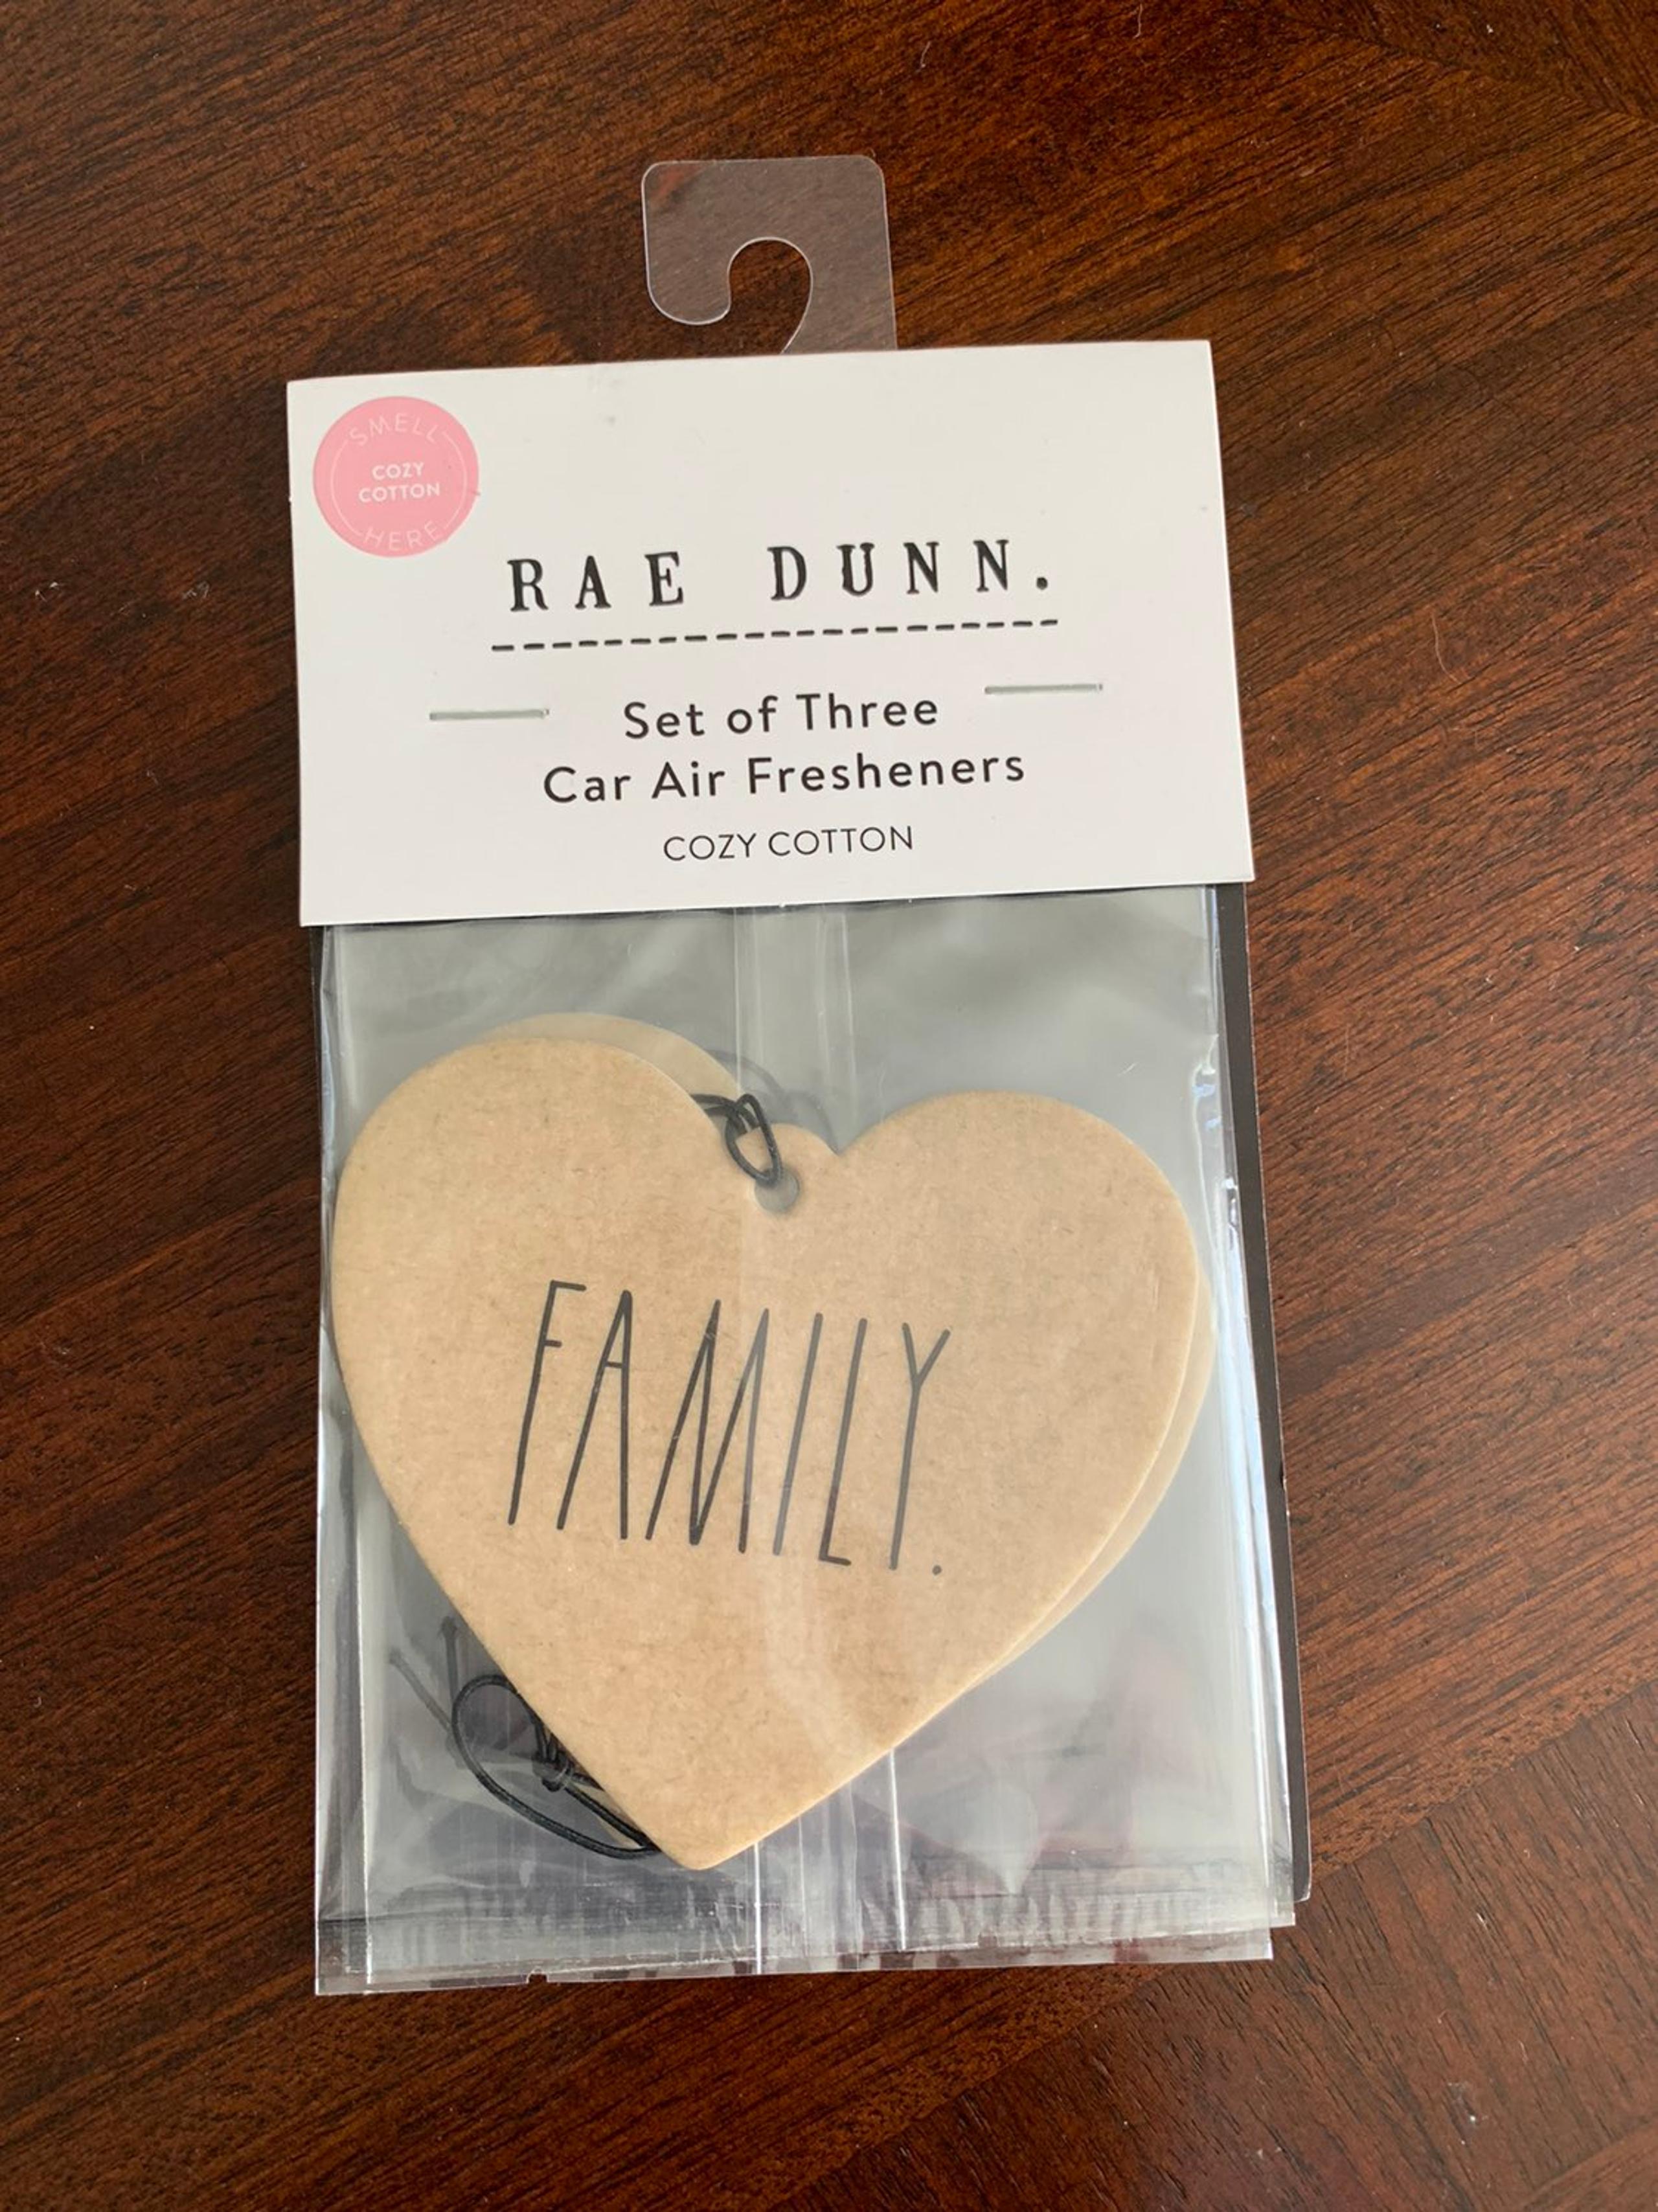 SMELL
COZY
COTTON
HERE
RAE DUNN.
Set of Three
Car Air Fresheners
COZY COTTON
FAMILY.